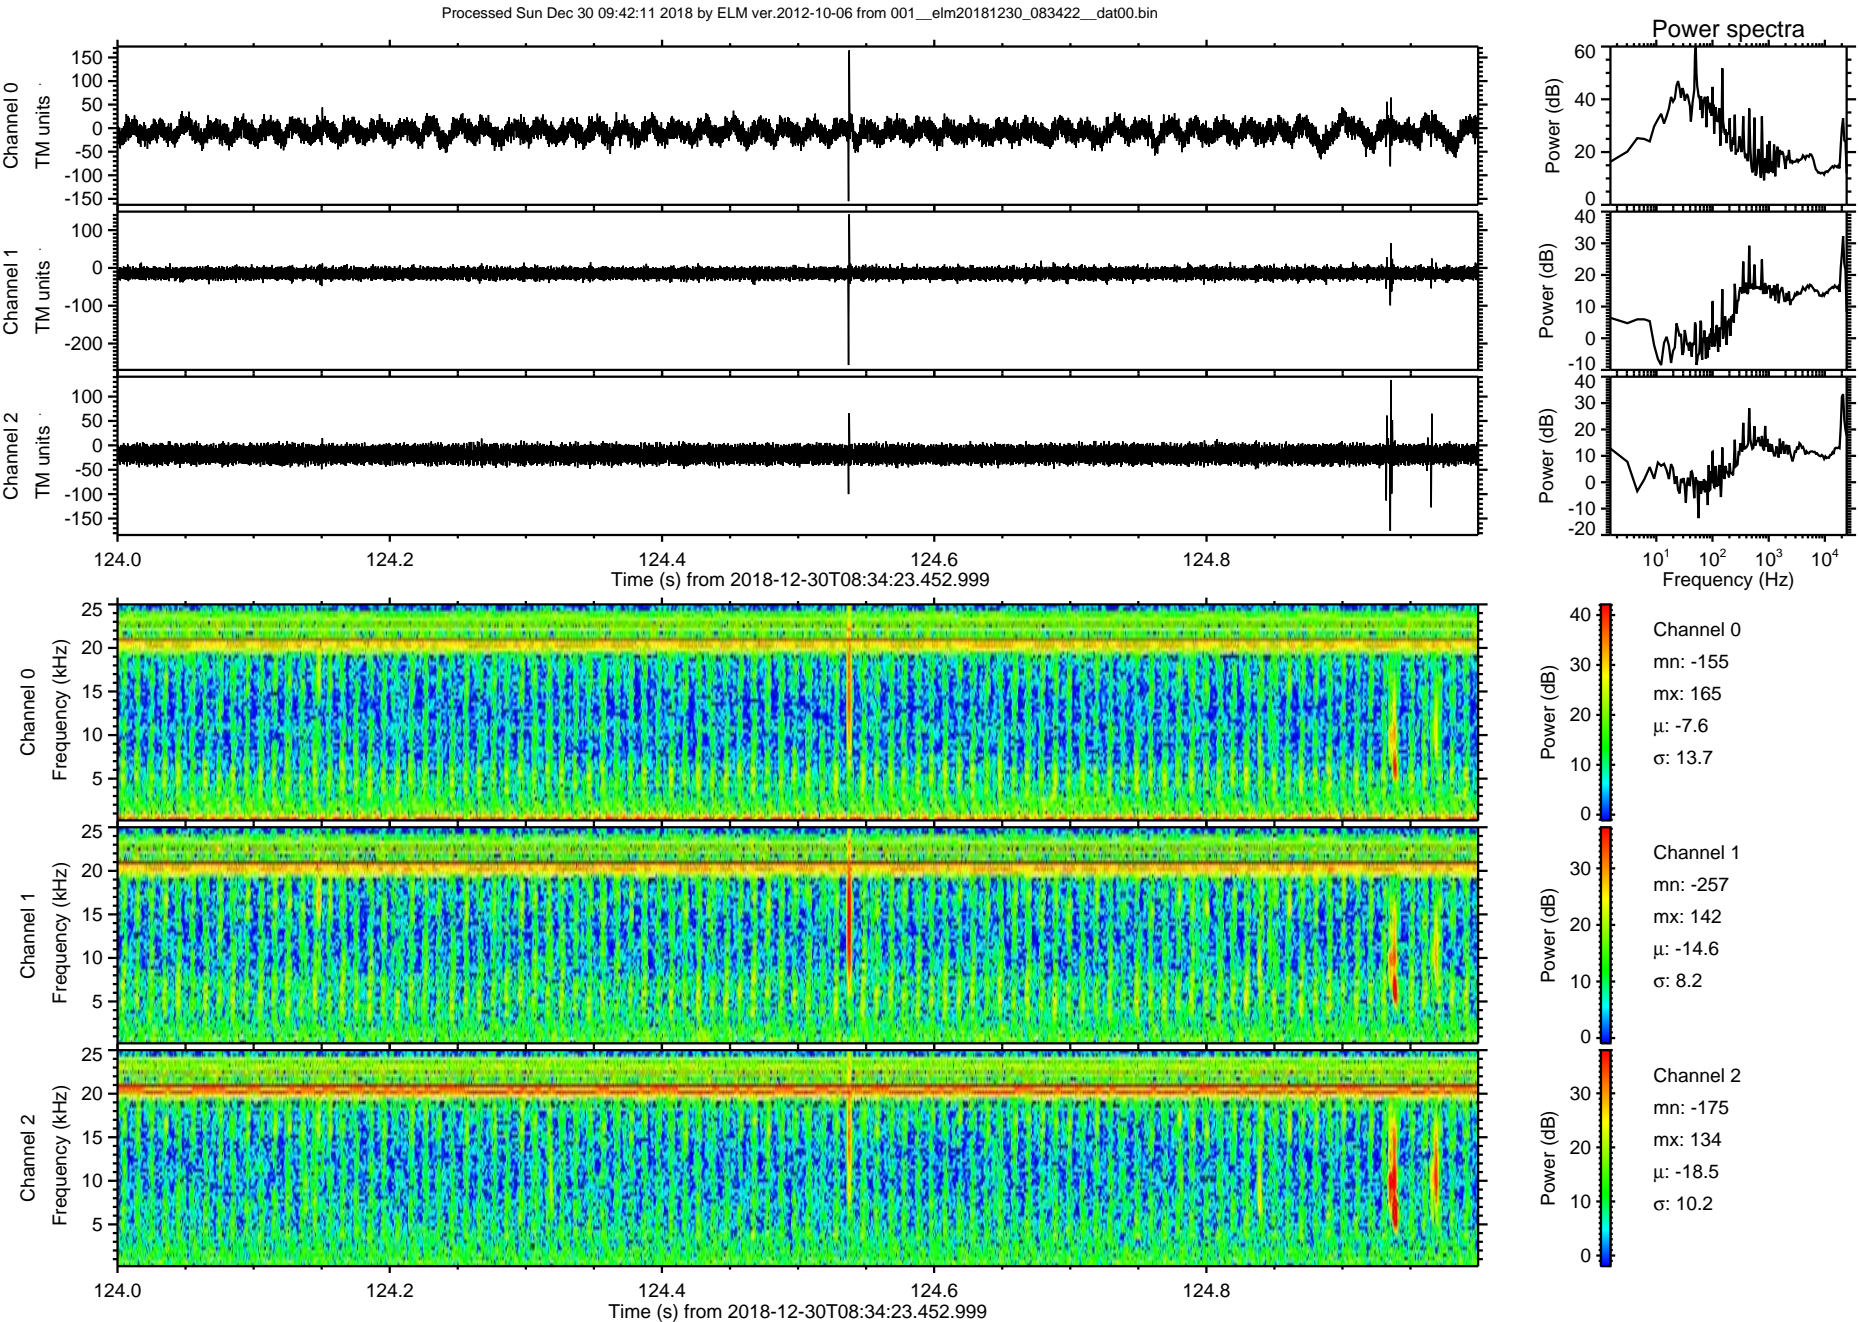 Processed Sun Dec 30 09:42:11 2018 by ELM ver.2012-10-06 from 001__elm20181230_083422__dat00.bin
Power spectra
Channel 0
TM units
150
100
50
0
-50
-100
-150
Power (dB)
60
40
20
0
Channel 1
TM units
100
0
-100
-200
Power (dB)
40
30
20
10
0
-10
Channel 2
TM units
100
50
0
-50
-100
-150
Power (dB)
40
30
20
10
0
-10
-20
124.0 124.2 124.4 124.6 124.8
Time (s) from 2018-12-30T08:34:23.452.999
10¹ 10² 10³ 10⁴
Frequency (Hz)
Channel 0
Frequency (kHz)
25
20
15
10
5
Power (dB)
40
30
20
10
0
Channel 0
mn: -155
mx: 165
μ: -7.6
σ: 13.7
Channel 1
Frequency (kHz)
25
20
15
10
5
Power (dB)
30
20
10
0
Channel 1
mn: -257
mx: 142
μ: -14.6
σ: 8.2
Channel 2
Frequency (kHz)
25
20
15
10
5
Power (dB)
30
20
10
0
Channel 2
mn: -175
mx: 134
μ: -18.5
σ: 10.2
124.0 124.2 124.4 124.6 124.8
Time (s) from 2018-12-30T08:34:23.452.999